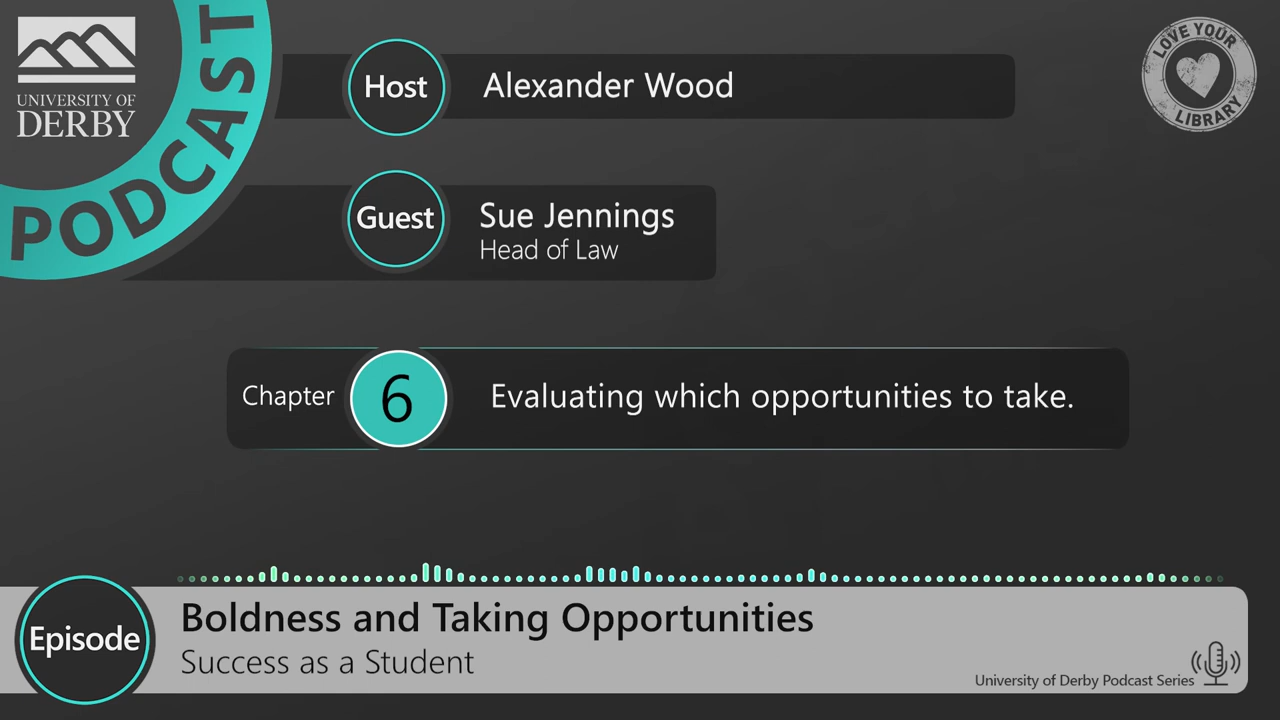 UNIVERSITY OF
DERBY
PODCAST
Host
Alexander Wood
LOVE YOUR
LIBRARY
Guest
Sue Jennings
Head of Law
Chapter
6
Evaluating which opportunities to take.
Episode
Boldness and Taking Opportunities
Success as a Student
University of Derby Podcast Series